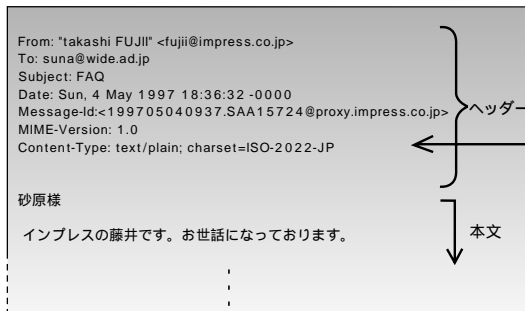 From: "takashi FUJII" <fujii@impress.co.jp>
To: suna@wide.ad.jp
Subject: FAQ
Date: Sun, 4 May 1997 18:36:32 -0000
Message-Id:<199705040937.SAA15724@proxy.impress.co.jp>
MIME-Version: 1.0
Content-Type: text/plain; charset=ISO-2022-JP
ヘッダー
砂原様
インプレスの藤井です。お世話になっております。
本文